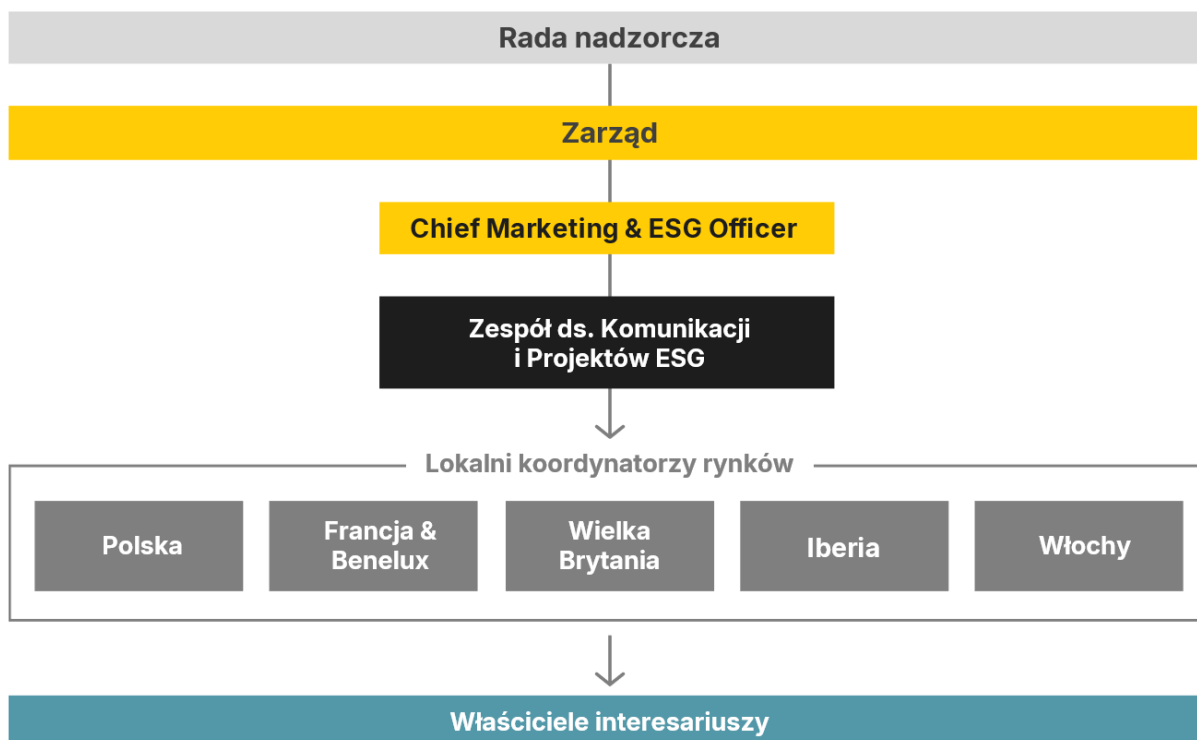 Rada nadzorcza
Zarząd
Chief Marketing & ESG Officer
Zespół ds. Komunikacji
i Projektów ESG
Lokalni koordynatorzy rynków
Polska
Francja &
Benelux
Wielka
Brytania
Iberia
Włochy
Właściciele interesariuszy